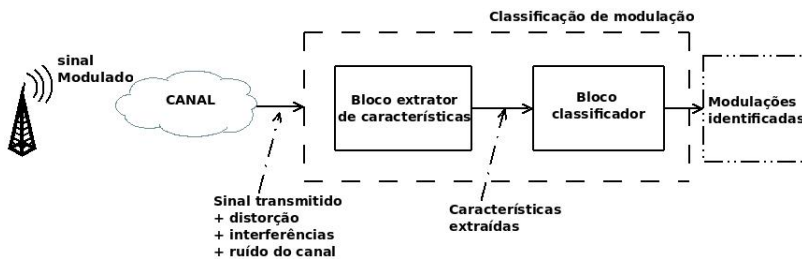 Classificação de modulação
sinal
Modulado
CANAL
Bloco extrator
de características
Bloco
classificador
Modulações
identificadas
Sinal transmitido
+ distorção
+ interferências
+ ruído do canal
Características
extraídas